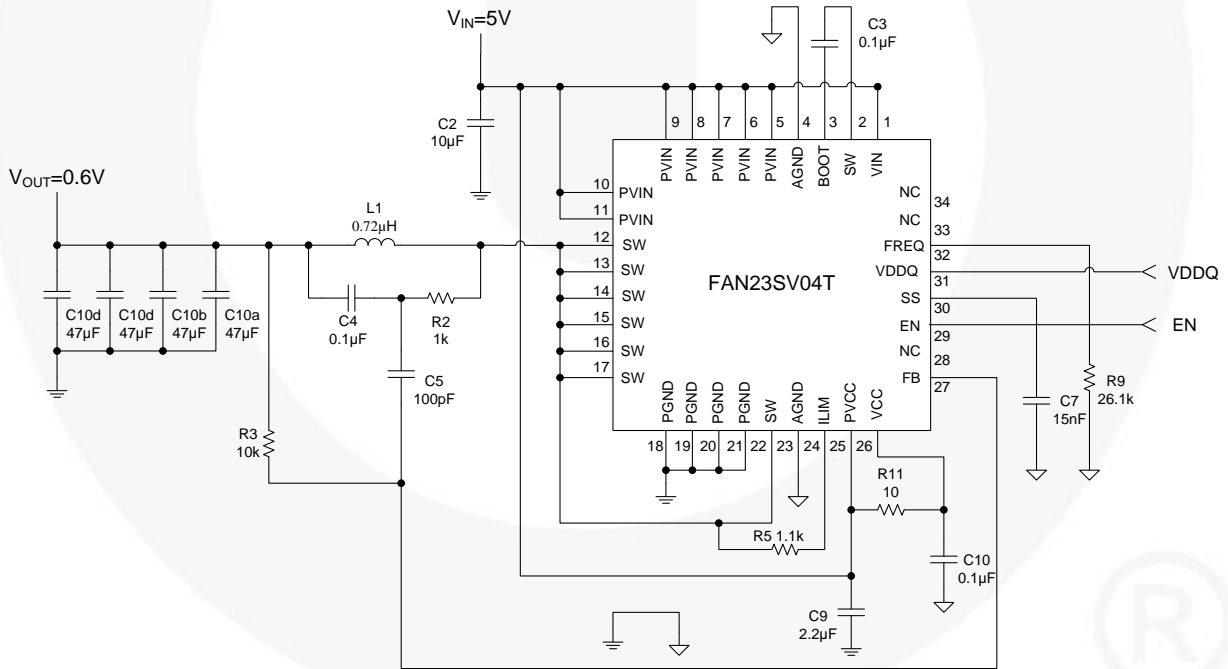 V_IN=5V
C3
0.1µF
C2
10µF
9 8 7 6 5 4 3 2 1
PVIN PVIN PVIN PVIN PVIN AGND BOOT SW VIN
V_OUT=0.6V
10 PVIN
11 PVIN
12 SW
13 SW
14 SW
15 SW
16 SW
17 SW
FAN23SV04T
NC 34
NC 33
FREQ 32
VDDQ 31
SS 30
EN 29
NC 28
FB 27
VDDQ
EN
L1
0.72µH
C4
0.1µF
R2
1k
C10d
47µF
C10d
47µF
C10b
47µF
C10a
47µF
C5
100pF
R3
10k
PGND PGND PGND PGND SW AGND ILIM PVCC VCC
18 19 20 21 22 23 24 25 26
R9
26.1k
C7
15nF
R11
10
R5 1.1k
C10
0.1µF
C9
2.2µF
®